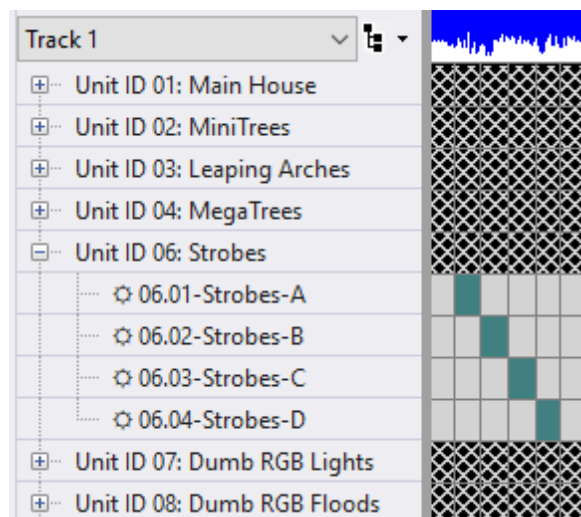 Track 1
Unit ID 01: Main House
Unit ID 02: MiniTrees
Unit ID 03: Leaping Arches
Unit ID 04: MegaTrees
Unit ID 06: Strobes
06.01-Strobes-A
06.02-Strobes-B
06.03-Strobes-C
06.04-Strobes-D
Unit ID 07: Dumb RGB Lights
Unit ID 08: Dumb RGB Floods